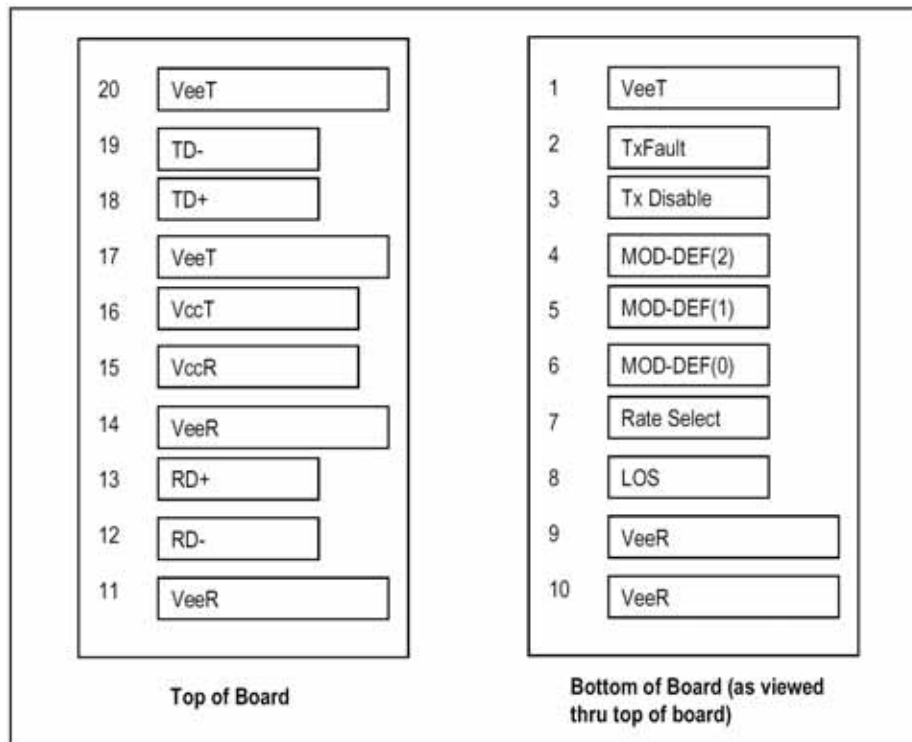 20 VeeT
19 TD-
18 TD+
17 VeeT
16 VccT
15 VccR
14 VeeR
13 RD+
12 RD-
11 VeeR
Top of Board
1 VeeT
2 TxFault
3 Tx Disable
4 MOD-DEF(2)
5 MOD-DEF(1)
6 MOD-DEF(0)
7 Rate Select
8 LOS
9 VeeR
10 VeeR
Bottom of Board (as viewed
thru top of board)